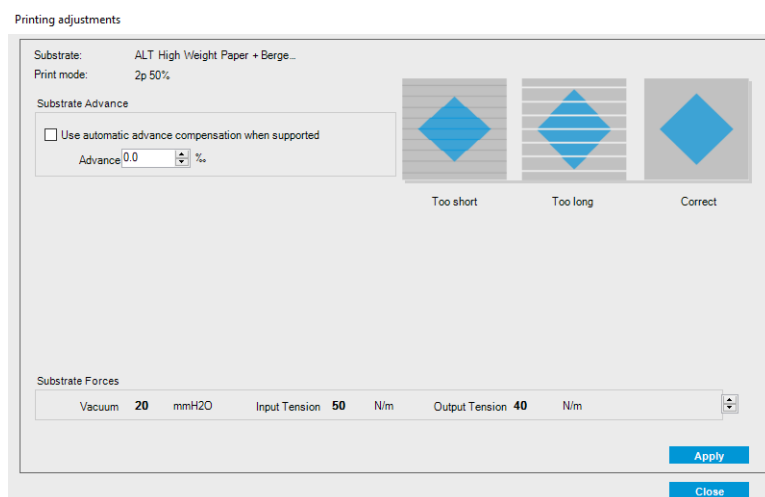 Printing adjustments
Substrate: ALT High Weight Paper + Berge...
Print mode: 2p 50%
Substrate Advance
Use automatic advance compensation when supported
Advance 0.0 ‰
Too short Too long Correct
Substrate Forces
Vacuum 20 mmH2O Input Tension 50 N/m Output Tension 40 N/m
Apply
Close